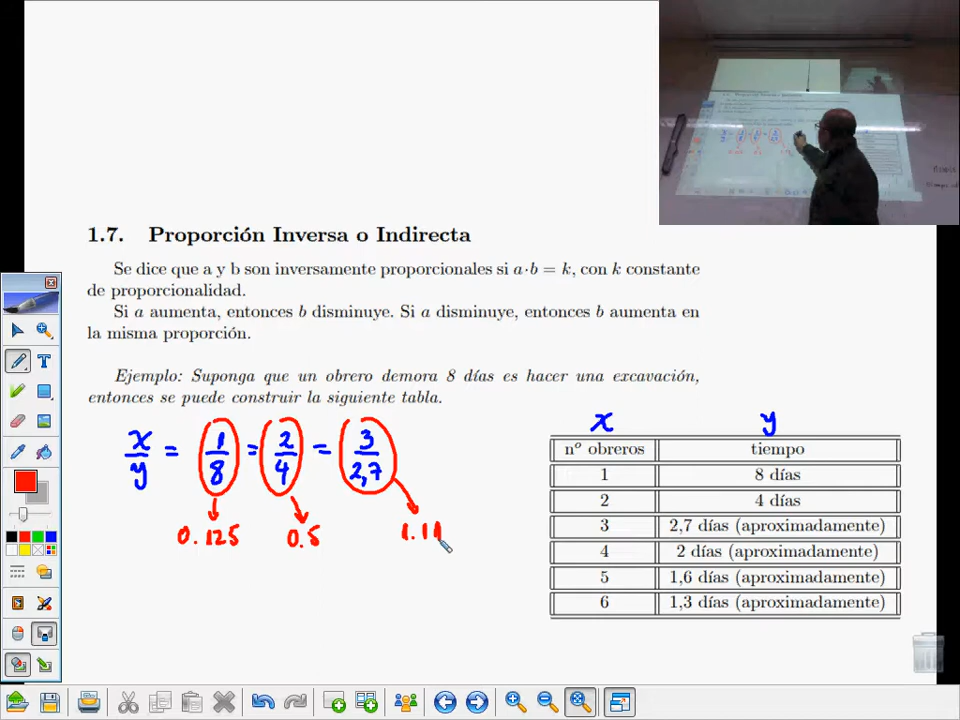 1.7. Proporción Inversa o Indirecta
Se dice que a y b son inversamente proporcionales si a·b = k, con k constante
de proporcionalidad.
Si a aumenta, entonces b disminuye. Si a disminuye, entonces b aumenta en
la misma proporción.
Ejemplo: Suponga que un obrero demora 8 días es hacer una excavación,
entonces se puede construir la siguiente tabla.
x/y = 1/8 = 2/4 = 3/2,7
0.125 0.5 1.11
x y
nº obreros tiempo
1 8 días
2 4 días
3 2,7 días (aproximadamente)
4 2 días (aproximadamente)
5 1,6 días (aproximadamente)
6 1,3 días (aproximadamente)
T